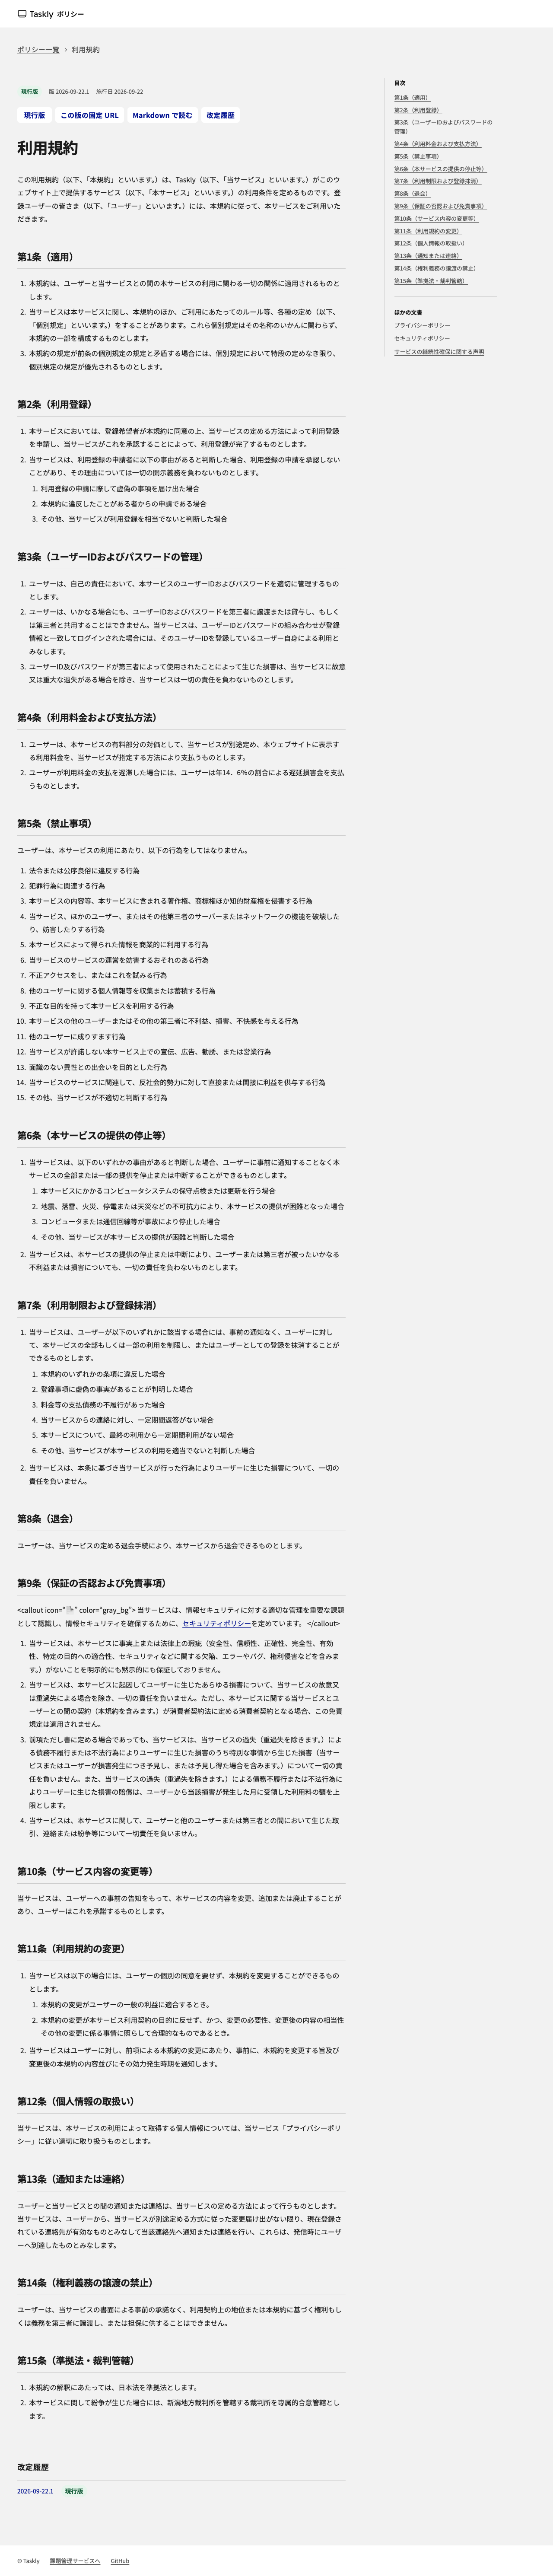 Taskly ポリシー
ポリシー一覧 > 利用規約
現行版 版 2026-09-22.1 施行日 2026-09-22
現行版 この版の固定 URL Markdown で読む 改定履歴
利用規約
この利用規約（以下、「本規約」といいます。）は、Taskly（以下、「当サービス」といいます。）がこのウ
ェブサイト上で提供するサービス（以下、「本サービス」といいます。）の利用条件を定めるものです。登
録ユーザーの皆さま（以下、「ユーザー」といいます。）には、本規約に従って、本サービスをご利用いた
だきます。
第1条（適用）
1. 本規約は、ユーザーと当サービスとの間の本サービスの利用に関わる一切の関係に適用されるものと
します。
2. 当サービスは本サービスに関し、本規約のほか、ご利用にあたってのルール等、各種の定め（以下、
「個別規定」といいます。）をすることがあります。これら個別規定はその名称のいかんに関わらず、
本規約の一部を構成するものとします。
3. 本規約の規定が前条の個別規定の規定と矛盾する場合には、個別規定において特段の定めなき限り、
個別規定の規定が優先されるものとします。
第2条（利用登録）
1. 本サービスにおいては、登録希望者が本規約に同意の上、当サービスの定める方法によって利用登録
を申請し、当サービスがこれを承認することによって、利用登録が完了するものとします。
2. 当サービスは、利用登録の申請者に以下の事由があると判断した場合、利用登録の申請を承認しない
ことがあり、その理由については一切の開示義務を負わないものとします。
1. 利用登録の申請に際して虚偽の事項を届け出た場合
2. 本規約に違反したことがある者からの申請である場合
3. その他、当サービスが利用登録を相当でないと判断した場合
第3条（ユーザーIDおよびパスワードの管理）
1. ユーザーは、自己の責任において、本サービスのユーザーIDおよびパスワードを適切に管理するもの
とします。
2. ユーザーは、いかなる場合にも、ユーザーIDおよびパスワードを第三者に譲渡または貸与し、もしく
は第三者と共用することはできません。当サービスは、ユーザーIDとパスワードの組み合わせが登録
情報と一致してログインされた場合には、そのユーザーIDを登録しているユーザー自身による利用と
みなします。
3. ユーザーID及びパスワードが第三者によって使用されたことによって生じた損害は、当サービスに故意
又は重大な過失がある場合を除き、当サービスは一切の責任を負わないものとします。
第4条（利用料金および支払方法）
1. ユーザーは、本サービスの有料部分の対価として、当サービスが別途定め、本ウェブサイトに表示す
る利用料金を、当サービスが指定する方法により支払うものとします。
2. ユーザーが利用料金の支払を遅滞した場合には、ユーザーは年14．6％の割合による遅延損害金を支払
うものとします。
第5条（禁止事項）
ユーザーは、本サービスの利用にあたり、以下の行為をしてはなりません。
1. 法令または公序良俗に違反する行為
2. 犯罪行為に関連する行為
3. 本サービスの内容等、本サービスに含まれる著作権、商標権ほか知的財産権を侵害する行為
4. 当サービス、ほかのユーザー、またはその他第三者のサーバーまたはネットワークの機能を破壊した
り、妨害したりする行為
5. 本サービスによって得られた情報を商業的に利用する行為
6. 当サービスのサービスの運営を妨害するおそれのある行為
7. 不正アクセスをし、またはこれを試みる行為
8. 他のユーザーに関する個人情報等を収集または蓄積する行為
9. 不正な目的を持って本サービスを利用する行為
10. 本サービスの他のユーザーまたはその他の第三者に不利益、損害、不快感を与える行為
11. 他のユーザーに成りすます行為
12. 当サービスが許諾しない本サービス上での宣伝、広告、勧誘、または営業行為
13. 面識のない異性との出会いを目的とした行為
14. 当サービスのサービスに関連して、反社会的勢力に対して直接または間接に利益を供与する行為
15. その他、当サービスが不適切と判断する行為
第6条（本サービスの提供の停止等）
1. 当サービスは、以下のいずれかの事由があると判断した場合、ユーザーに事前に通知することなく本
サービスの全部または一部の提供を停止または中断することができるものとします。
1. 本サービスにかかるコンピュータシステムの保守点検または更新を行う場合
2. 地震、落雷、火災、停電または天災などの不可抗力により、本サービスの提供が困難となった場合
3. コンピュータまたは通信回線等が事故により停止した場合
4. その他、当サービスが本サービスの提供が困難と判断した場合
2. 当サービスは、本サービスの提供の停止または中断により、ユーザーまたは第三者が被ったいかなる
不利益または損害についても、一切の責任を負わないものとします。
第7条（利用制限および登録抹消）
1. 当サービスは、ユーザーが以下のいずれかに該当する場合には、事前の通知なく、ユーザーに対し
て、本サービスの全部もしくは一部の利用を制限し、またはユーザーとしての登録を抹消することが
できるものとします。
1. 本規約のいずれかの条項に違反した場合
2. 登録事項に虚偽の事実があることが判明した場合
3. 料金等の支払債務の不履行があった場合
4. 当サービスからの連絡に対し、一定期間返答がない場合
5. 本サービスについて、最終の利用から一定期間利用がない場合
6. その他、当サービスが本サービスの利用を適当でないと判断した場合
2. 当サービスは、本条に基づき当サービスが行った行為によりユーザーに生じた損害について、一切の
責任を負いません。
第8条（退会）
ユーザーは、当サービスの定める退会手続により、本サービスから退会できるものとします。
第9条（保証の否認および免責事項）
<callout icon=“ ” color=“gray_bg”> 当サービスは、情報セキュリティに対する適切な管理を重要な課題
として認識し、情報セキュリティを確保するために、セキュリティポリシーを定めています。 </callout>
1. 当サービスは、本サービスに事実上または法律上の瑕疵（安全性、信頼性、正確性、完全性、有効
性、特定の目的への適合性、セキュリティなどに関する欠陥、エラーやバグ、権利侵害などを含みま
す。）がないことを明示的にも黙示的にも保証しておりません。
2. 当サービスは、本サービスに起因してユーザーに生じたあらゆる損害について、当サービスの故意又
は重過失による場合を除き、一切の責任を負いません。ただし、本サービスに関する当サービスとユ
ーザーとの間の契約（本規約を含みます。）が消費者契約法に定める消費者契約となる場合、この免責
規定は適用されません。
3. 前項ただし書に定める場合であっても、当サービスは、当サービスの過失（重過失を除きます。）によ
る債務不履行または不法行為によりユーザーに生じた損害のうち特別な事情から生じた損害（当サー
ビスまたはユーザーが損害発生につき予見し、または予見し得た場合を含みます。）について一切の責
任を負いません。また、当サービスの過失（重過失を除きます。）による債務不履行または不法行為に
よりユーザーに生じた損害の賠償は、ユーザーから当該損害が発生した月に受領した利用料の額を上
限とします。
4. 当サービスは、本サービスに関して、ユーザーと他のユーザーまたは第三者との間において生じた取
引、連絡または紛争等について一切責任を負いません。
第10条（サービス内容の変更等）
当サービスは、ユーザーへの事前の告知をもって、本サービスの内容を変更、追加または廃止することが
あり、ユーザーはこれを承諾するものとします。
第11条（利用規約の変更）
1. 当サービスは以下の場合には、ユーザーの個別の同意を要せず、本規約を変更することができるもの
とします。
1. 本規約の変更がユーザーの一般の利益に適合するとき。
2. 本規約の変更が本サービス利用契約の目的に反せず、かつ、変更の必要性、変更後の内容の相当性
その他の変更に係る事情に照らして合理的なものであるとき。
2. 当サービスはユーザーに対し、前項による本規約の変更にあたり、事前に、本規約を変更する旨及び
変更後の本規約の内容並びにその効力発生時期を通知します。
第12条（個人情報の取扱い）
当サービスは、本サービスの利用によって取得する個人情報については、当サービス「プライバシーポリ
シー」に従い適切に取り扱うものとします。
第13条（通知または連絡）
ユーザーと当サービスとの間の通知または連絡は、当サービスの定める方法によって行うものとします。
当サービスは、ユーザーから、当サービスが別途定める方式に従った変更届け出がない限り、現在登録さ
れている連絡先が有効なものとみなして当該連絡先へ通知または連絡を行い、これらは、発信時にユーザ
ーへ到達したものとみなします。
第14条（権利義務の譲渡の禁止）
ユーザーは、当サービスの書面による事前の承諾なく、利用契約上の地位または本規約に基づく権利もし
くは義務を第三者に譲渡し、または担保に供することはできません。
第15条（準拠法・裁判管轄）
1. 本規約の解釈にあたっては、日本法を準拠法とします。
2. 本サービスに関して紛争が生じた場合には、新潟地方裁判所を管轄する裁判所を専属的合意管轄とし
ます。
改定履歴
2026-09-22.1 現行版
目次
第1条（適用）
第2条（利用登録）
第3条（ユーザーIDおよびパスワードの
管理）
第4条（利用料金および支払方法）
第5条（禁止事項）
第6条（本サービスの提供の停止等）
第7条（利用制限および登録抹消）
第8条（退会）
第9条（保証の否認および免責事項）
第10条（サービス内容の変更等）
第11条（利用規約の変更）
第12条（個人情報の取扱い）
第13条（通知または連絡）
第14条（権利義務の譲渡の禁止）
第15条（準拠法・裁判管轄）
ほかの文書
プライバシーポリシー
セキュリティポリシー
サービスの継続性確保に関する声明
© Taskly 課題管理サービスへ GitHub